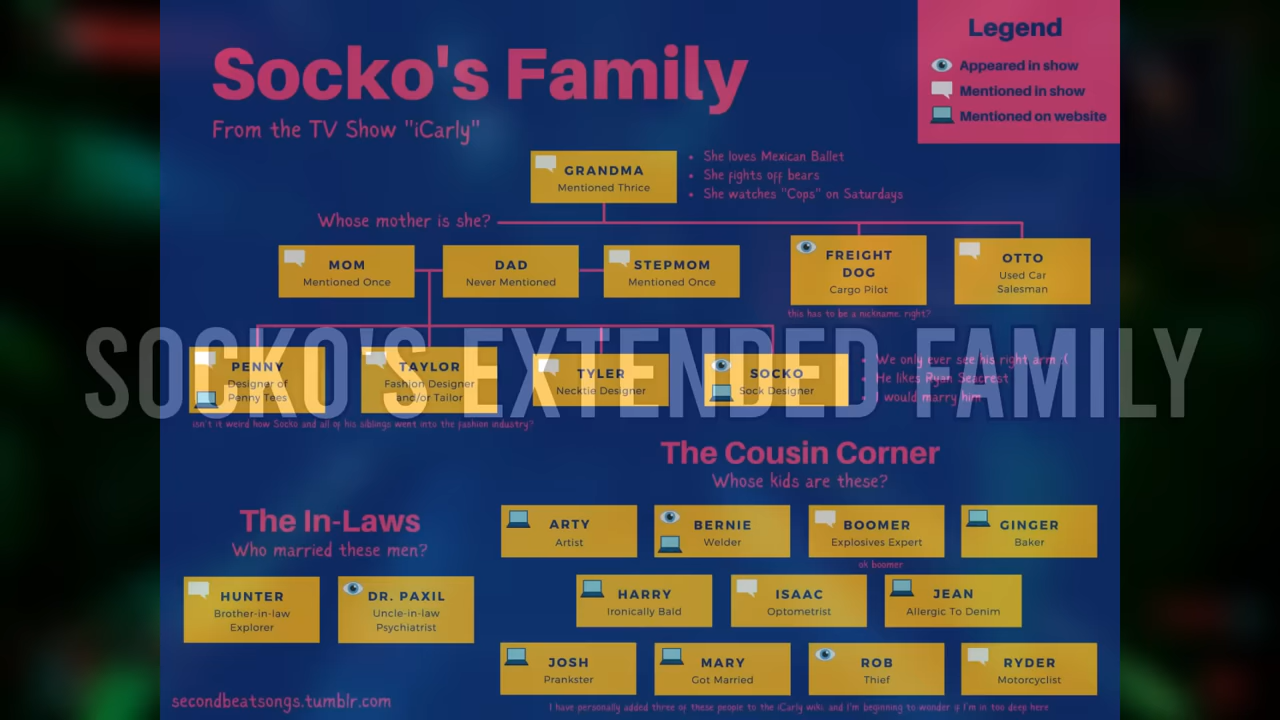 Socko's Family
From the TV Show "iCarly"
Legend
Appeared in show
Mentioned in show
Mentioned on website
GRANDMA
Mentioned Thrice
• She loves Mexican Ballet
• She fights off bears
• She watches "Cops" on Saturdays
Whose mother is she?
MOM
Mentioned Once
DAD
Never Mentioned
STEPMOM
Mentioned Once
FREIGHT
DOG
Cargo Pilot
this has to be a nickname, right?
OTTO
Used Car
Salesman
SOCKO'S EXTENDED FAMILY
PENNY
Designer of
Penny Tees
TAYLOR
Fashion Designer
and/or Tailor
TYLER
Necktie Designer
SOCKO
Sock Designer
• We only ever see his right arm :(
• He likes Ryan Seacrest
• I would marry him
isn't it weird how Socko and all of his siblings went into the fashion industry?
The Cousin Corner
Whose kids are these?
The In-Laws
Who married these men?
HUNTER
Brother-in-law
Explorer
DR. PAXIL
Uncle-in-law
Psychiatrist
ARTY
Artist
BERNIE
Welder
BOOMER
Explosives Expert
ok boomer
GINGER
Baker
HARRY
Ironically Bald
ISAAC
Optometrist
JEAN
Allergic To Denim
JOSH
Prankster
MARY
Got Married
ROB
Thief
RYDER
Motorcyclist
secondbeatsongs.tumblr.com
I have personally added three of these people to the iCarly wiki and I'm beginning to wonder if I'm in too deep here